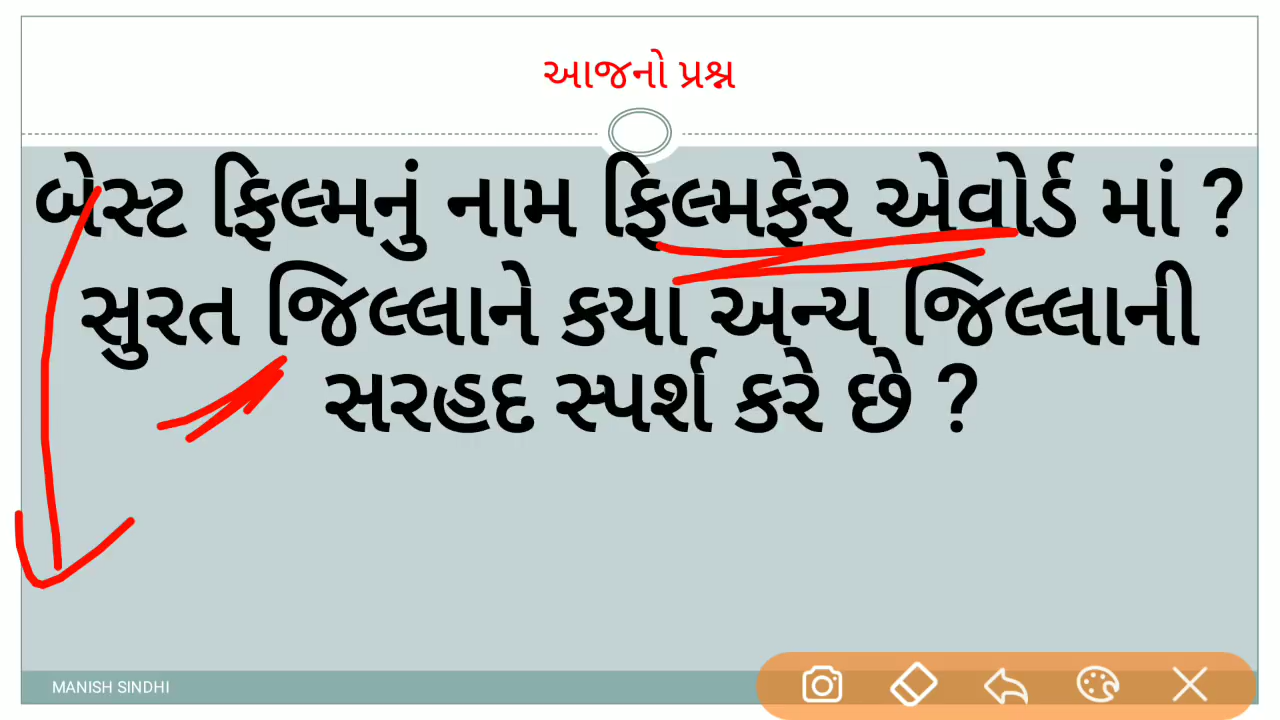 આજનો પ્રશ્ન
બેસ્ટ ફિલ્મનું નામ ફિલ્મફેર એવોર્ડ માં ?
સુરત જિલ્લાને કયા અન્ય જિલ્લાની
સરહદ સ્પર્શ કરે છે ?
MANISH SINDHI